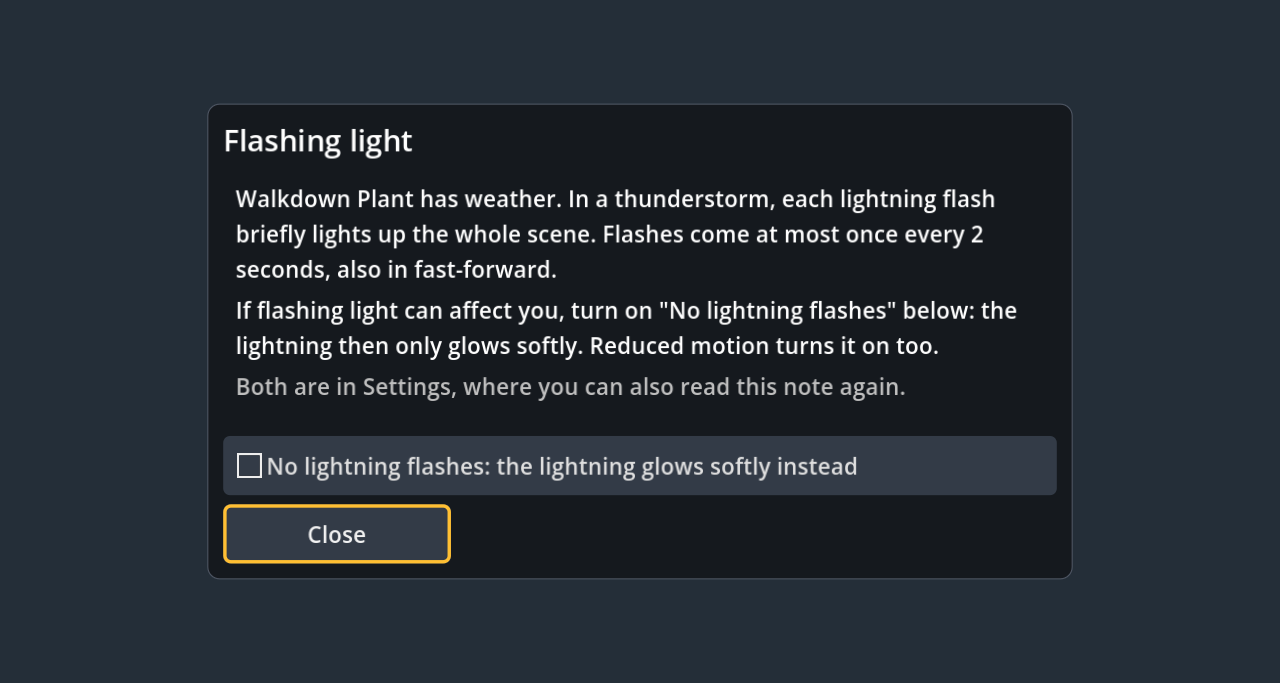 Flashing light
Walkdown Plant has weather. In a thunderstorm, each lightning flash
briefly lights up the whole scene. Flashes come at most once every 2
seconds, also in fast-forward.
If flashing light can affect you, turn on "No lightning flashes" below: the
lightning then only glows softly. Reduced motion turns it on too.
Both are in Settings, where you can also read this note again.
No lightning flashes: the lightning glows softly instead
Close